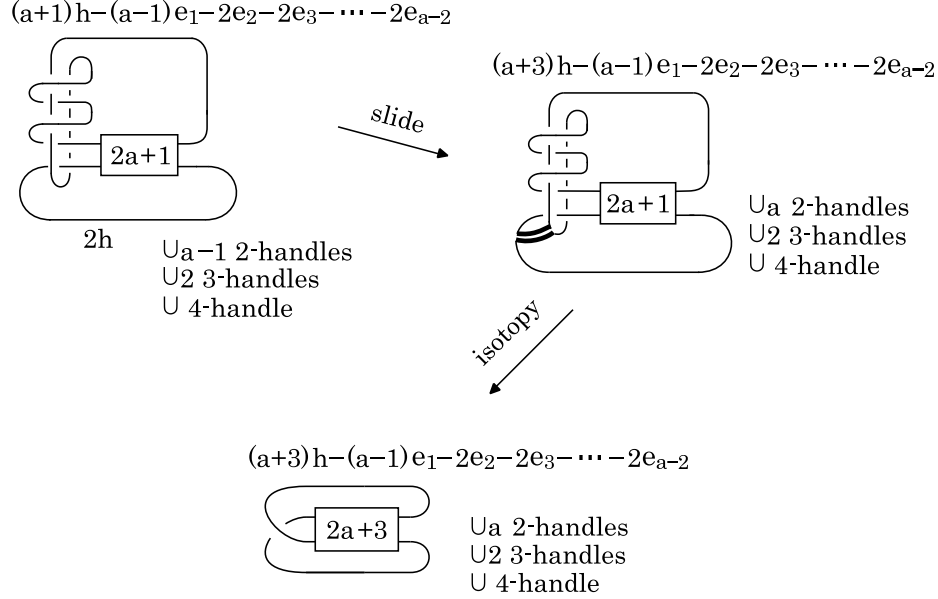 (a+1)h−(a−1)e₁−2e₂−2e₃−⋯−2eₐ₋₂
2a+1
2h
∪a−1 2-handles
∪2 3-handles
∪ 4-handle
slide
(a+3)h−(a−1)e₁−2e₂−2e₃−⋯−2eₐ₋₂
2a+1
∪a 2-handles
∪2 3-handles
∪ 4-handle
isotopy
(a+3)h−(a−1)e₁−2e₂−2e₃−⋯−2eₐ₋₂
2a+3
∪a 2-handles
∪2 3-handles
∪ 4-handle